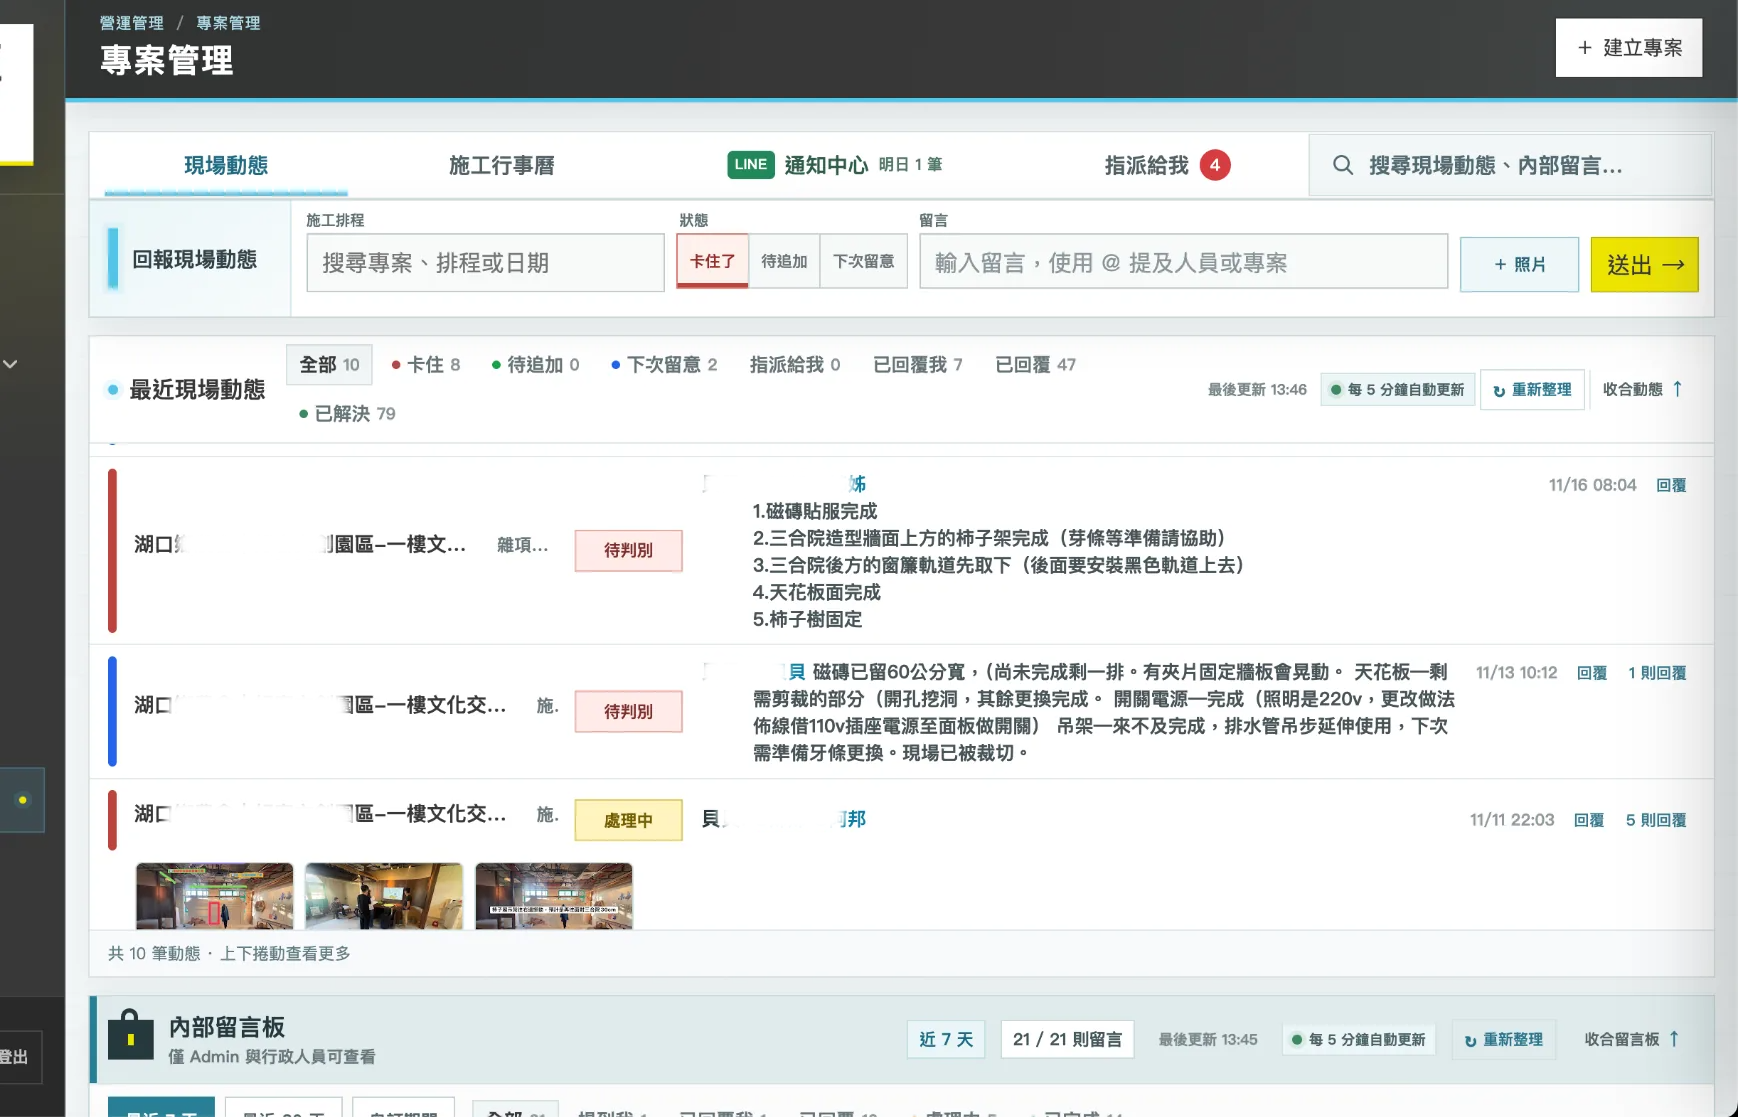 營運管理 / 專案管理
專案管理
+ 建立專案
現場動態
施工行事曆
LINE 通知中心 明日 1 筆
指派給我 4
搜尋現場動態、內部留言...
回報現場動態
施工排程
搜尋專案、排程或日期
狀態
卡住了 待追加 下次留意
留言
輸入留言，使用 @ 提及人員或專案
+ 照片
送出 →
最近現場動態
全部 10 卡住 8 待追加 0 下次留意 2 指派給我 0 已回覆我 7 已回覆 47
已解決 79
最後更新 13:46
每 5 分鐘自動更新
↻ 重新整理
收合動態 ↑
湖口 園區–一樓文... 雜項... 待判別
姊
1.磁磚貼服完成
2.三合院造型牆面上方的柿子架完成（芽條等準備請協助）
3.三合院後方的窗簾軌道先取下（後面要安裝黑色軌道上去）
4.天花板面完成
5.柿子樹固定
11/16 08:04 回覆
湖口 園區–一樓文化交... 施. 待判別
貝 磁磚已留60公分寬，（尚未完成剩一排。有夾片固定牆板會晃動。 天花板—剩
需剪裁的部分（開孔挖洞，其餘更換完成。 開關電源—完成（照明是220v，更改做法
佈線借110v插座電源至面板做開關） 吊架一來不及完成，排水管吊步延伸使用，下次
需準備牙條更換。現場已被裁切。
11/13 10:12 回覆 1 則回覆
湖口 區–一樓文化交... 施. 處理中
貝 邦
11/11 22:03 回覆 5 則回覆
共 10 筆動態 · 上下捲動查看更多
內部留言板
僅 Admin 與行政人員可查看
近 7 天
21 / 21 則留言
最後更新 13:45
每 5 分鐘自動更新
↻ 重新整理
收合留言板 ↑
登出